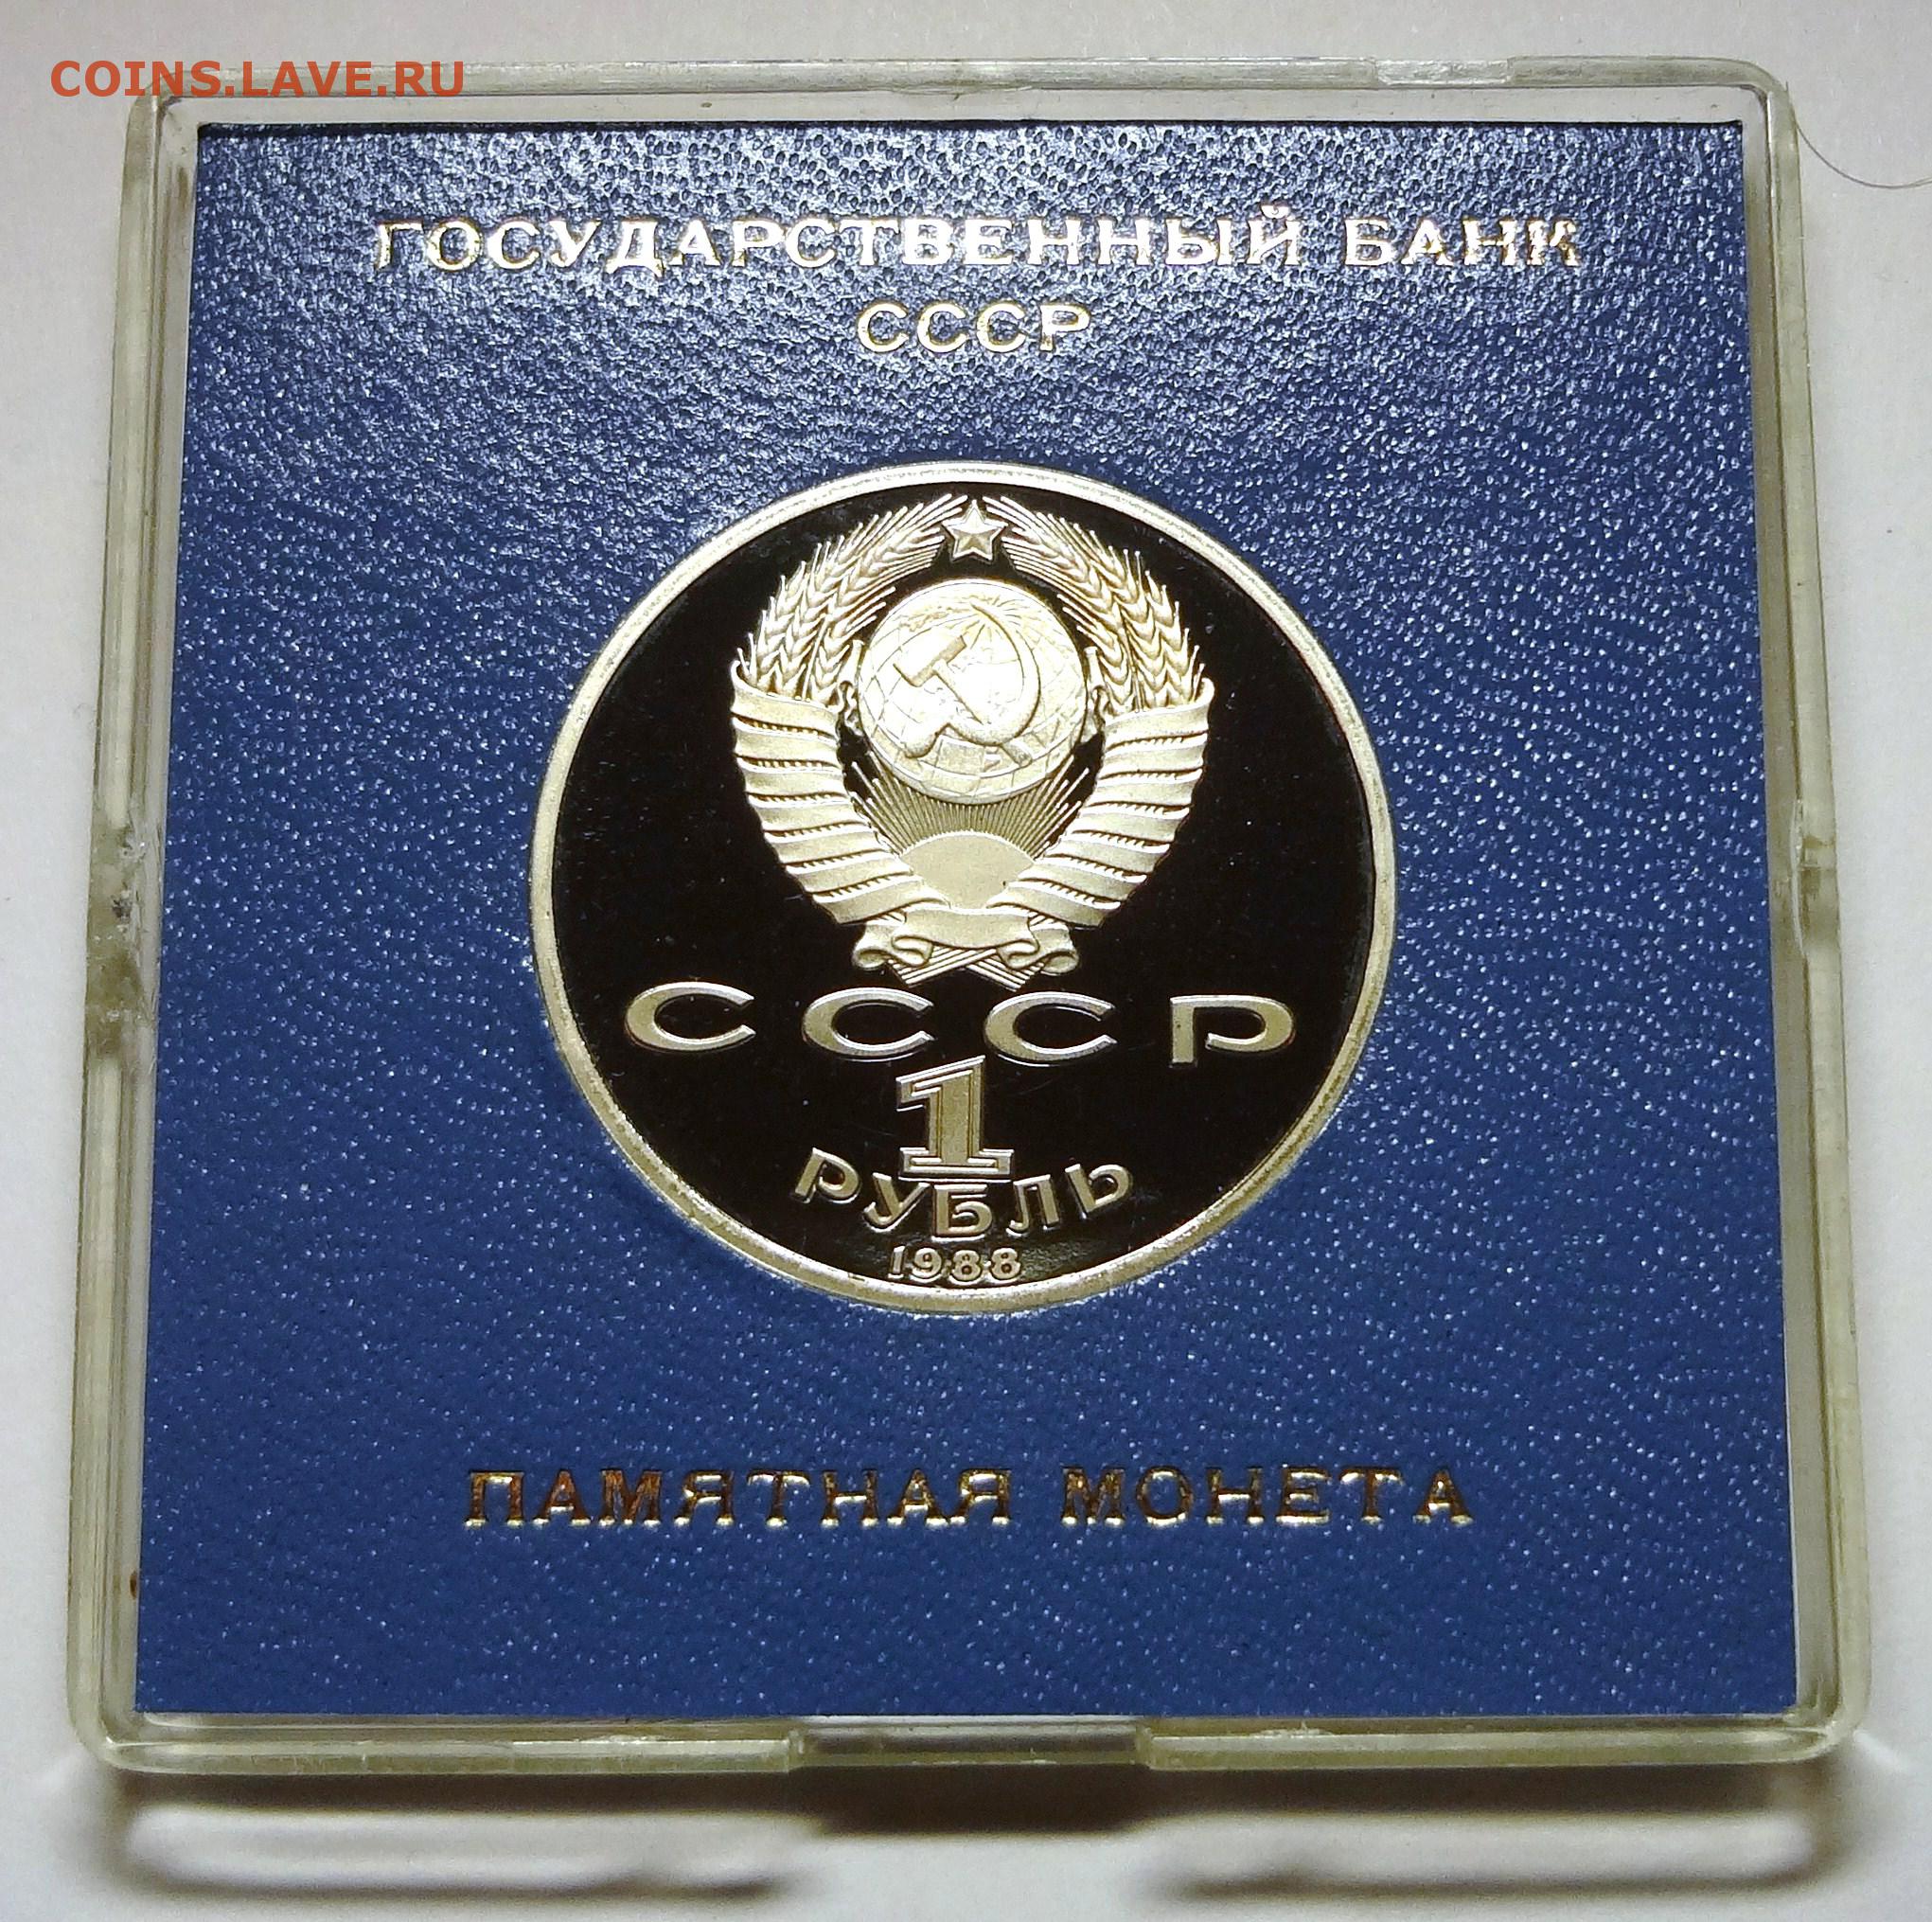 COINS.LAVE.RU
ГОСУДАРСТВЕННЫЙ БАНК
СССР
СССР
1
РУБЛЬ
1988
ПАМЯТНАЯ МОНЕТА